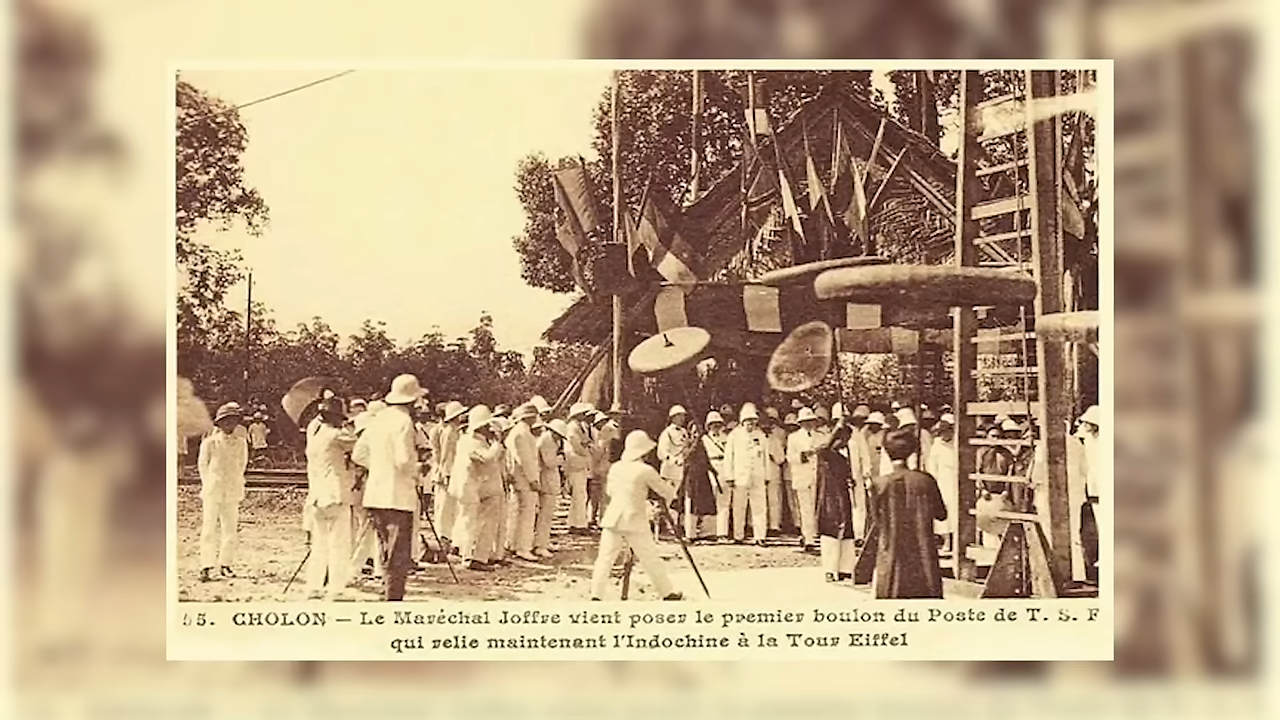 55. CHOLON — Le Maréchal Joffre vient poser le premier boulon du Poste de T. S. F
qui relie maintenant l'Indochine à la Tour Eiffel